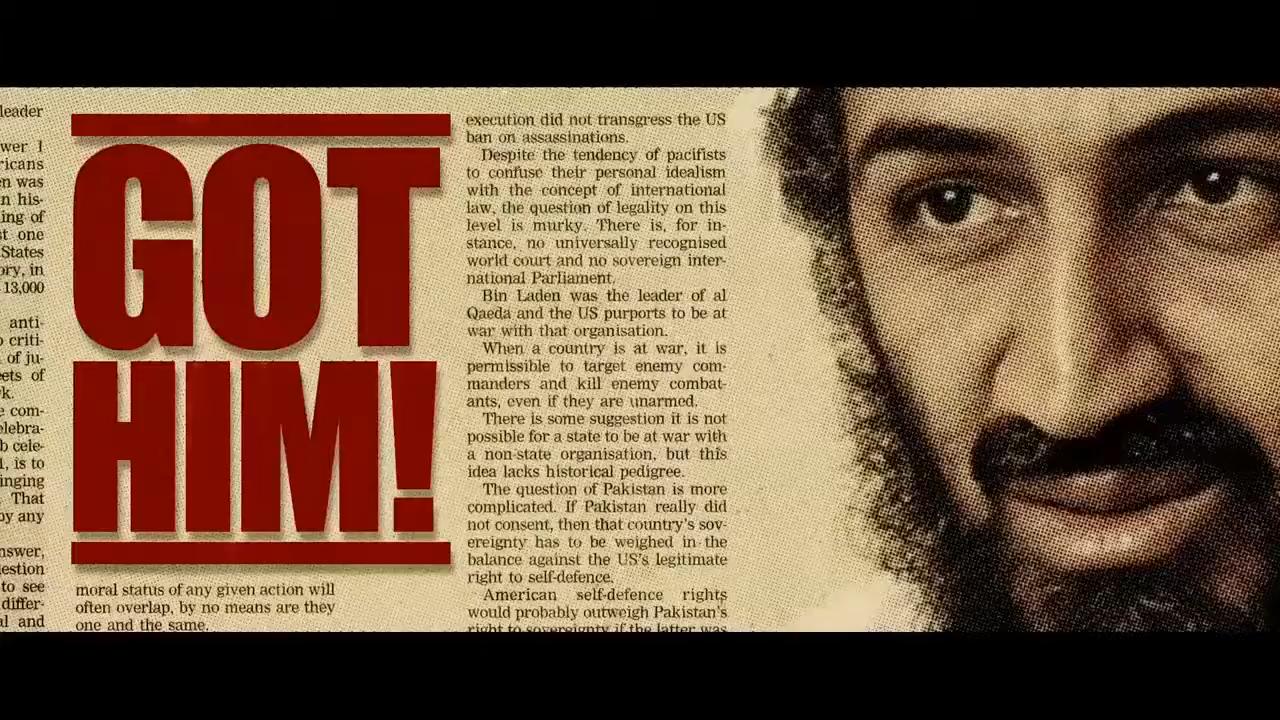 leader
wer I
ricans
en was
n his-
ing of
st one
States
ory, in
13,000
anti-
o criti-
of ju-
eets of
k.
e com-
elebra-
b cele-
1, is to
inging
That
by any
nswer,
estion
to see
differ-
al and
GOT
HIM!
moral status of any given action will
often overlap, by no means are they
one and the same.
execution did not transgress the US
ban on assassinations.
Despite the tendency of pacifists
to confuse their personal idealism
with the concept of international
law, the question of legality on this
level is murky. There is, for in-
stance, no universally recognised
world court and no sovereign inter-
national Parliament.
Bin Laden was the leader of al
Qaeda and the US purports to be at
war with that organisation.
When a country is at war, it is
permissible to target enemy com-
manders and kill enemy combat-
ants, even if they are unarmed.
There is some suggestion it is not
possible for a state to be at war with
a non-state organisation, but this
idea lacks historical pedigree.
The question of Pakistan is more
complicated. If Pakistan really did
not consent, then that country's sov-
ereignty has to be weighed in the
balance against the US's legitimate
right to self-defence.
American self-defence rights
would probably outweigh Pakistan's
right to sovereignty if the latter was